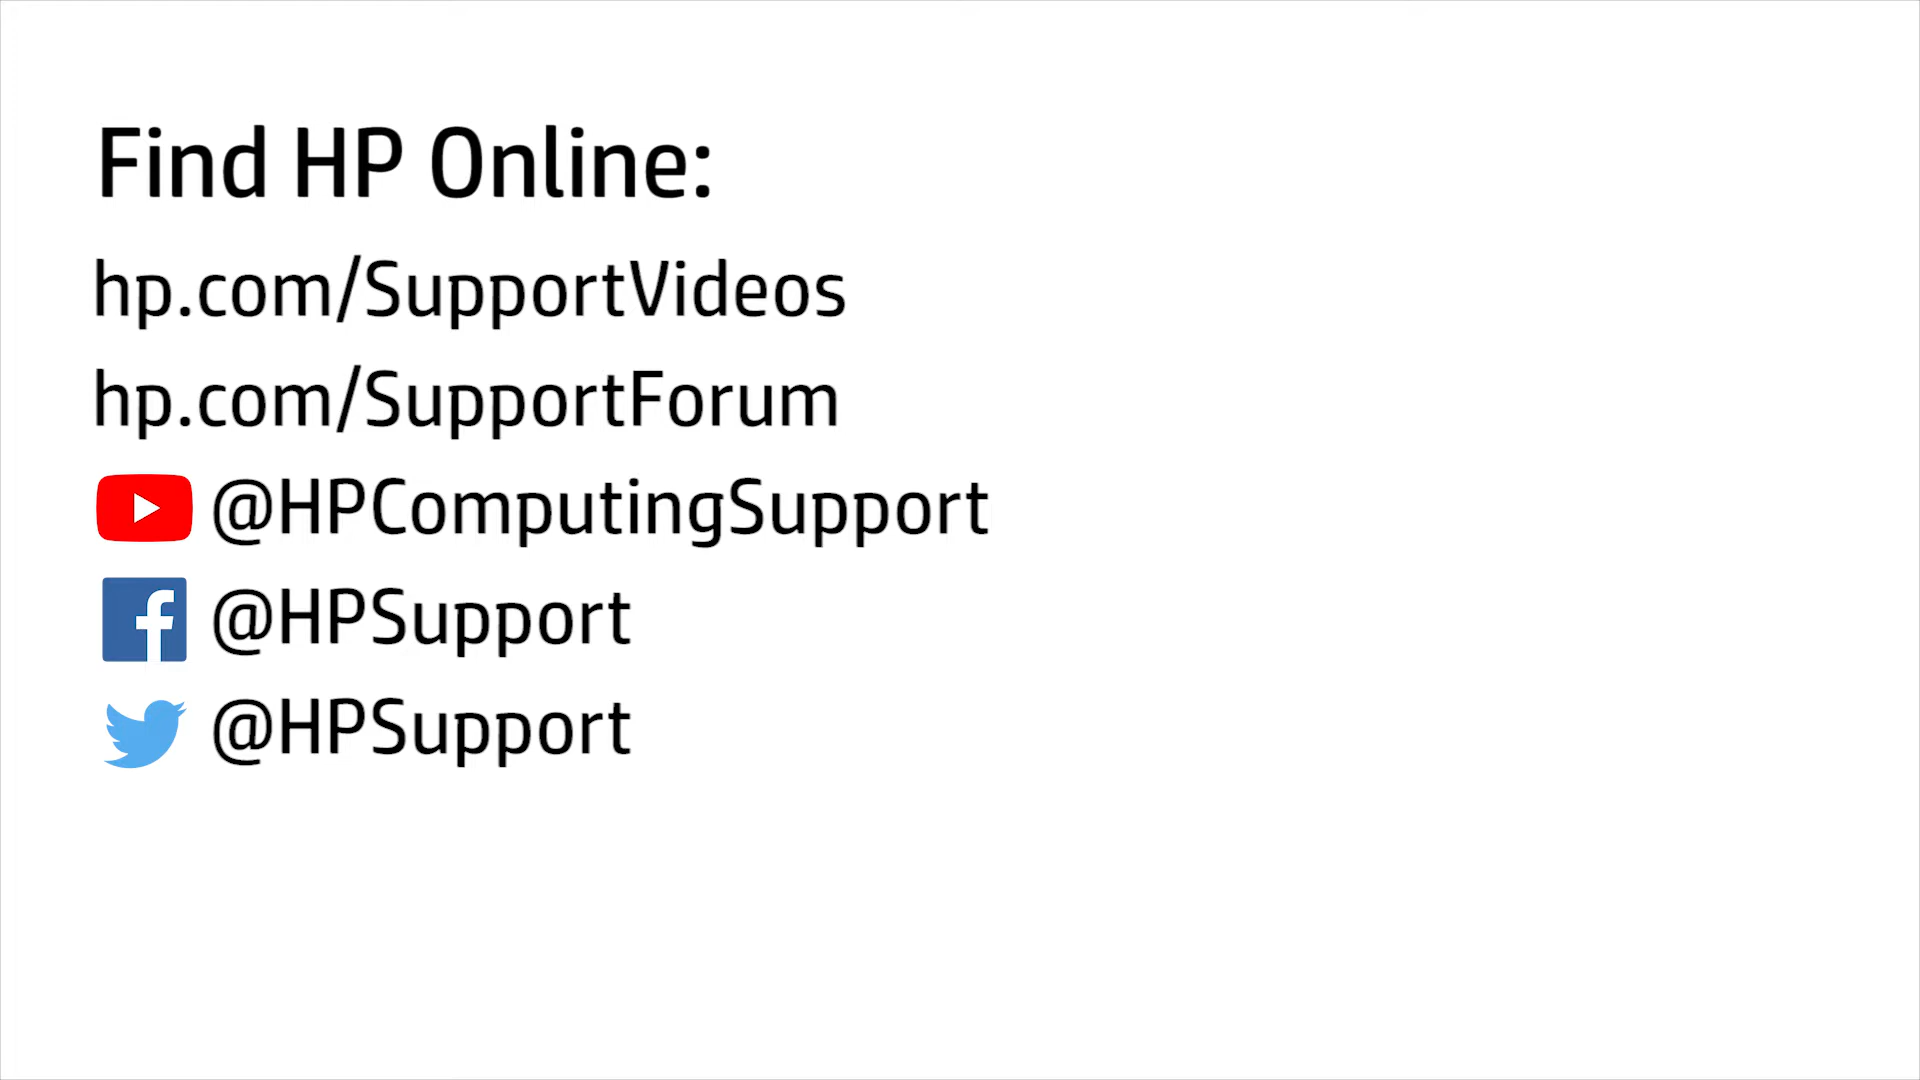 Find HP Online:
hp.com/SupportVideos
hp.com/SupportForum
@HPComputingSupport
@HPSupport
@HPSupport